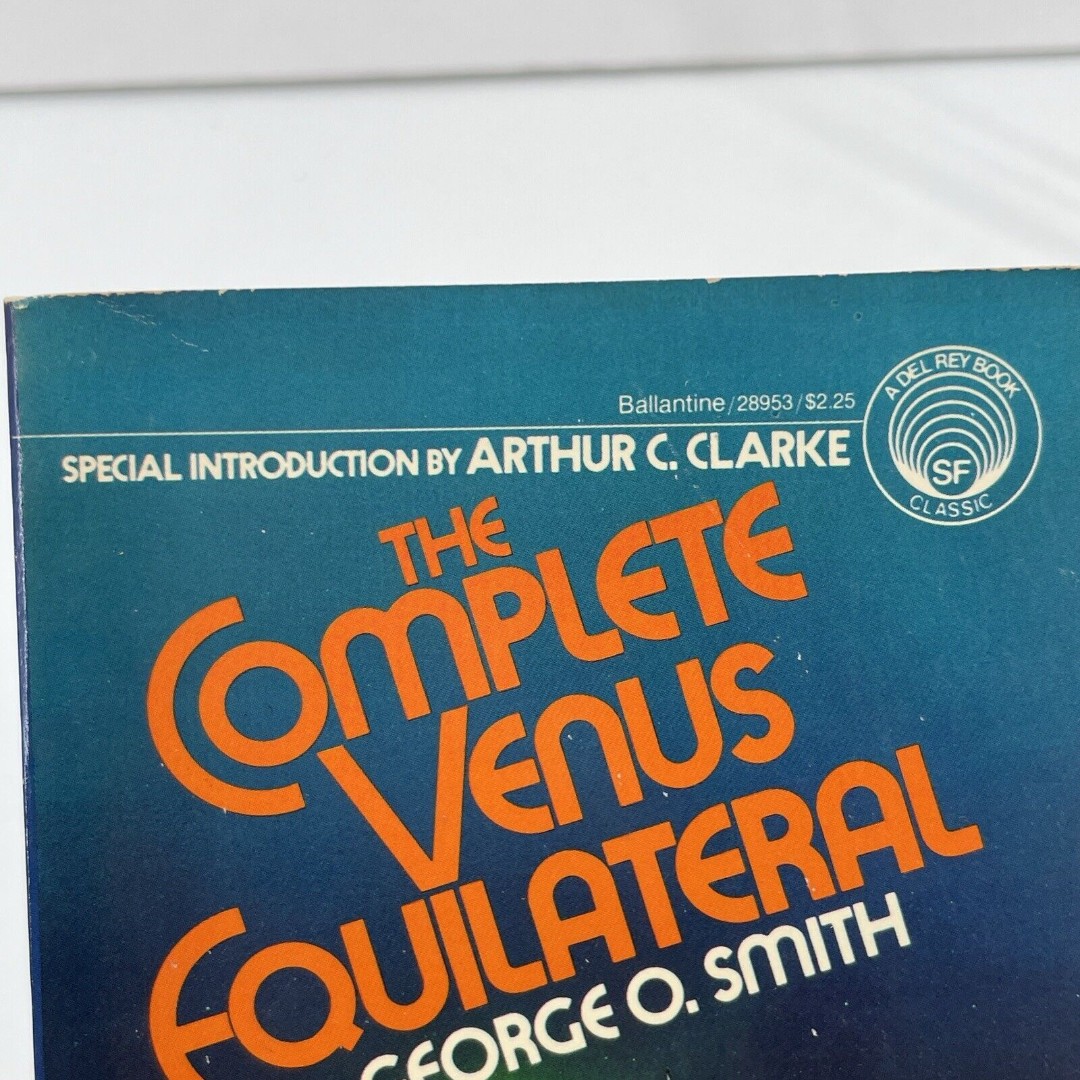 Ballantine/28953/$2.25
A DEL REY BOOK
SF
CLASSIC
SPECIAL INTRODUCTION BY ARTHUR C. CLARKE
THE
COMPLETE
VENUS
EQUILATERAL
GEORGE O. SMITH